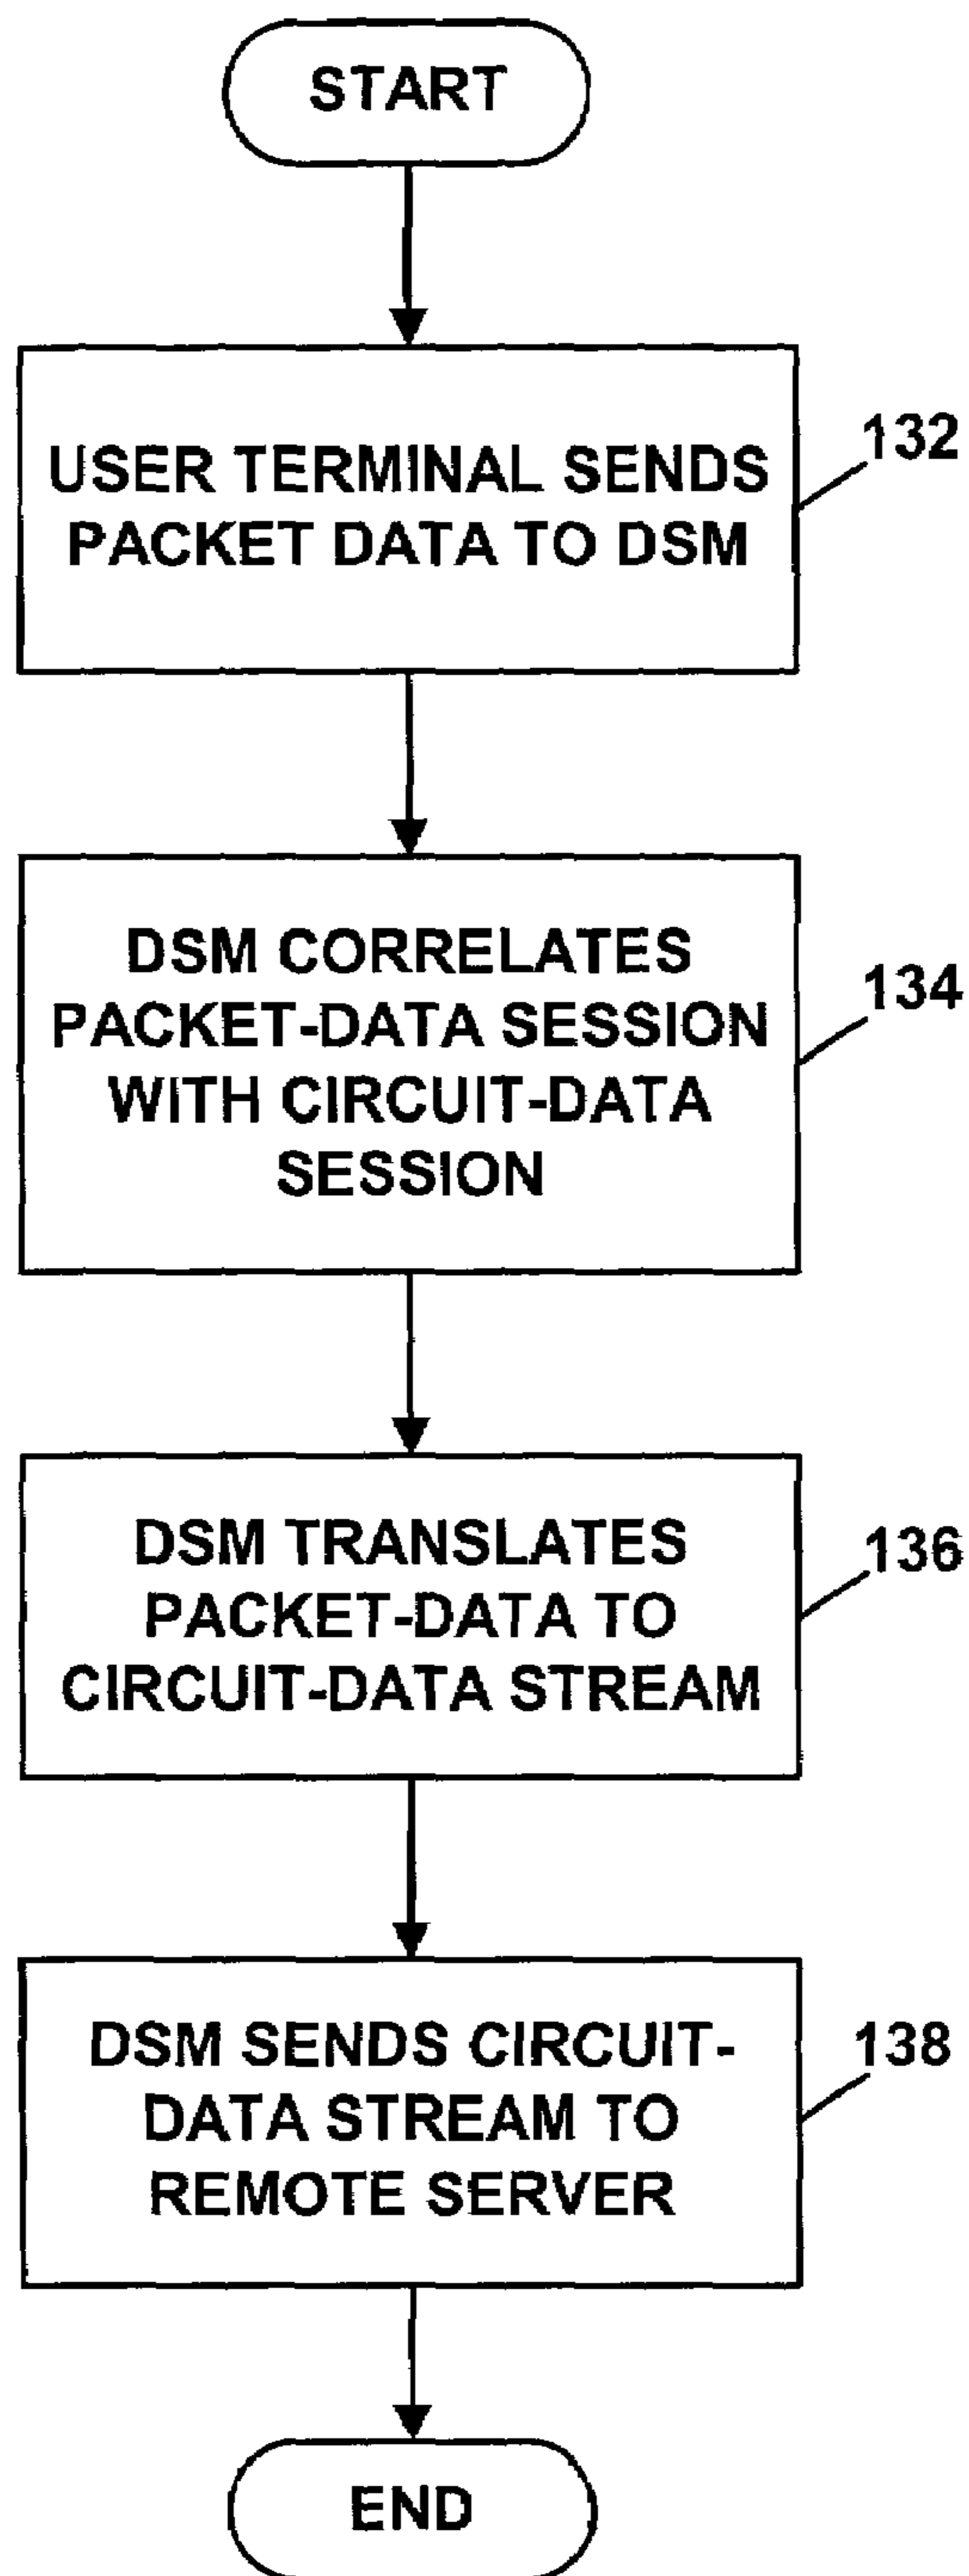 START
USER TERMINAL SENDS
PACKET DATA TO DSM
132
DSM CORRELATES
PACKET-DATA SESSION
WITH CIRCUIT-DATA
SESSION
134
DSM TRANSLATES
PACKET-DATA TO
CIRCUIT-DATA STREAM
136
DSM SENDS CIRCUIT-
DATA STREAM TO
REMOTE SERVER
138
END